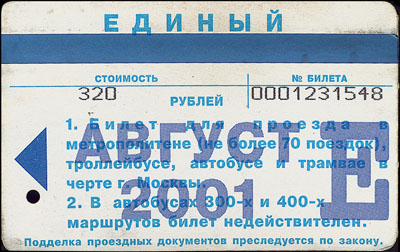 ЕДИНЫЙ
СТОИМОСТЬ № БИЛЕТА
320 0001231548
РУБЛЕЙ
1. Билет для проезда в
метрополитене (не более 70 поездок),
троллейбусе, автобусе и трамвае в
черте г. Москвы.
2. В автобусах 300-х и 400-х
маршрутов билет недействителен.
АВГУСТ
2001
Е
Подделка проездных документов преследуется по закону.